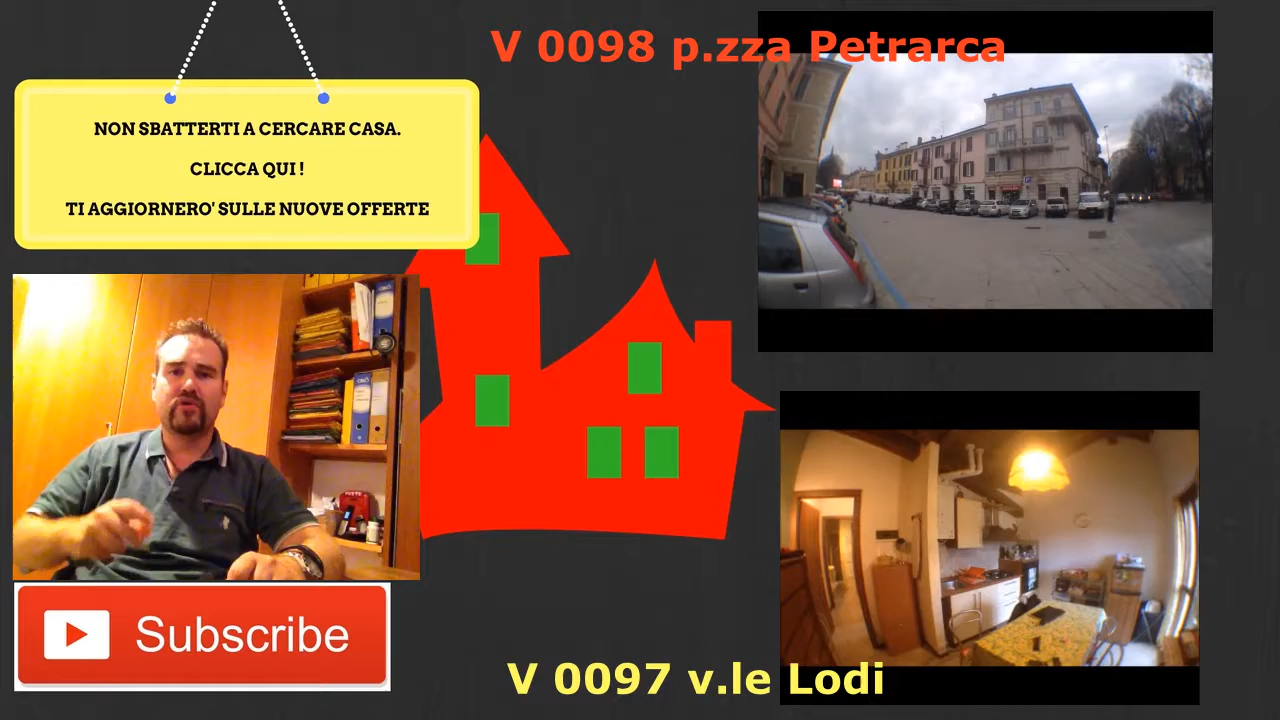 V 0098 p.zza Petrarca
NON SBATTERTI A CERCARE CASA.
CLICCA QUI !
TI AGGIORNERO' SULLE NUOVE OFFERTE
Subscribe
V 0097 v.le Lodi